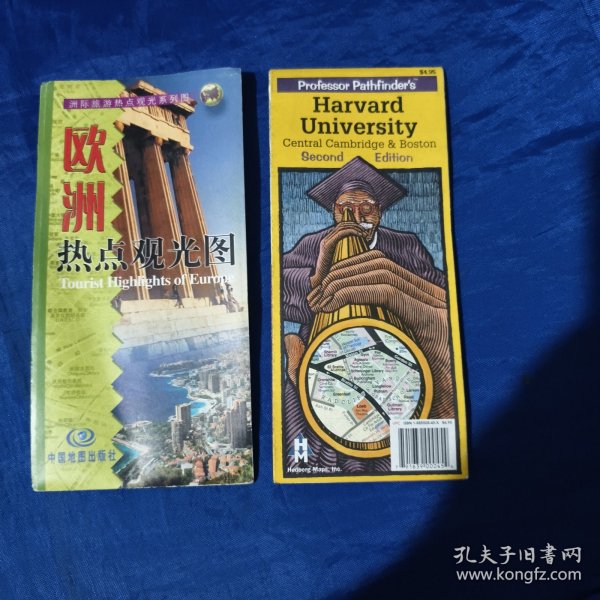 洲际旅游热点观光系列图
欧洲
热点观光图
Tourist Highlights of Europe
中国地图出版社
$4.95
Professor Pathfinder's™
Harvard
University
Central Cambridge & Boston
Second Edition
HM
Hedberg Maps, Inc.
孔夫子旧书网
www.kongfz.com